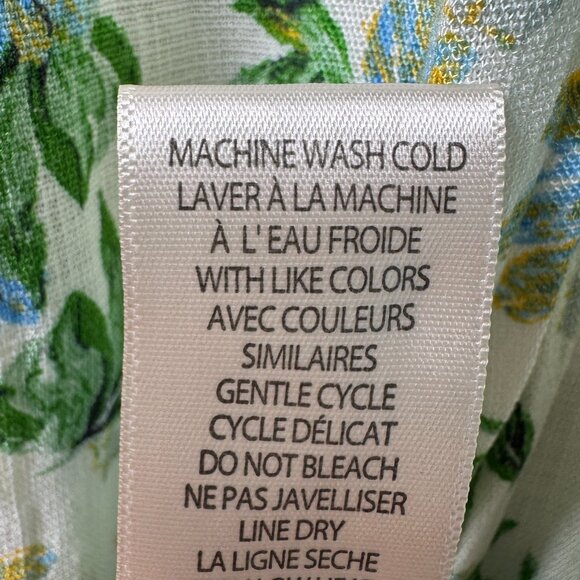 MACHINE WASH COLD
LAVER À LA MACHINE
À L'EAU FROIDE
WITH LIKE COLORS
AVEC COULEURS
SIMILAIRES
GENTLE CYCLE
CYCLE DÉLICAT
DO NOT BLEACH
NE PAS JAVELLISER
LINE DRY
LA LIGNE SECHE